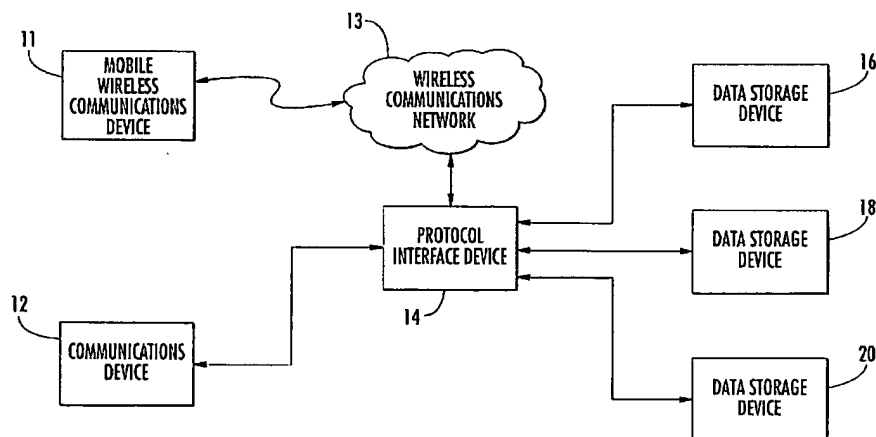 11
MOBILE
WIRELESS
COMMUNICATIONS
DEVICE
13
WIRELESS
COMMUNICATIONS
NETWORK
16
DATA STORAGE
DEVICE
PROTOCOL
INTERFACE DEVICE
14
18
DATA STORAGE
DEVICE
12
COMMUNICATIONS
DEVICE
20
DATA STORAGE
DEVICE